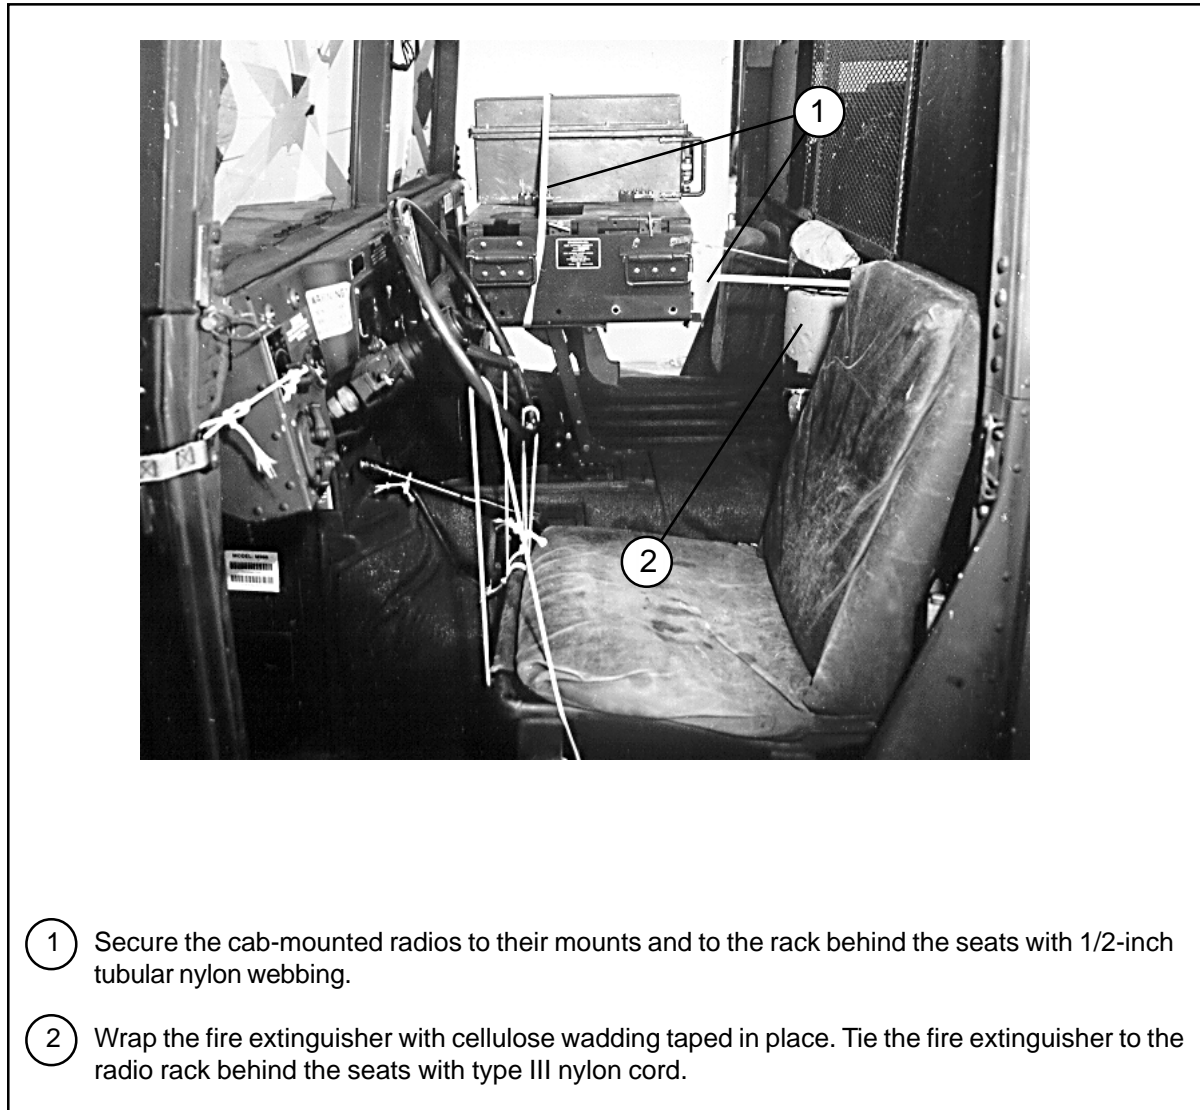 1
2
WARNING
MODEL:
1 Secure the cab-mounted radios to their mounts and to the rack behind the seats with 1/2-inch
tubular nylon webbing.
2 Wrap the fire extinguisher with cellulose wadding taped in place. Tie the fire extinguisher to the
radio rack behind the seats with type III nylon cord.